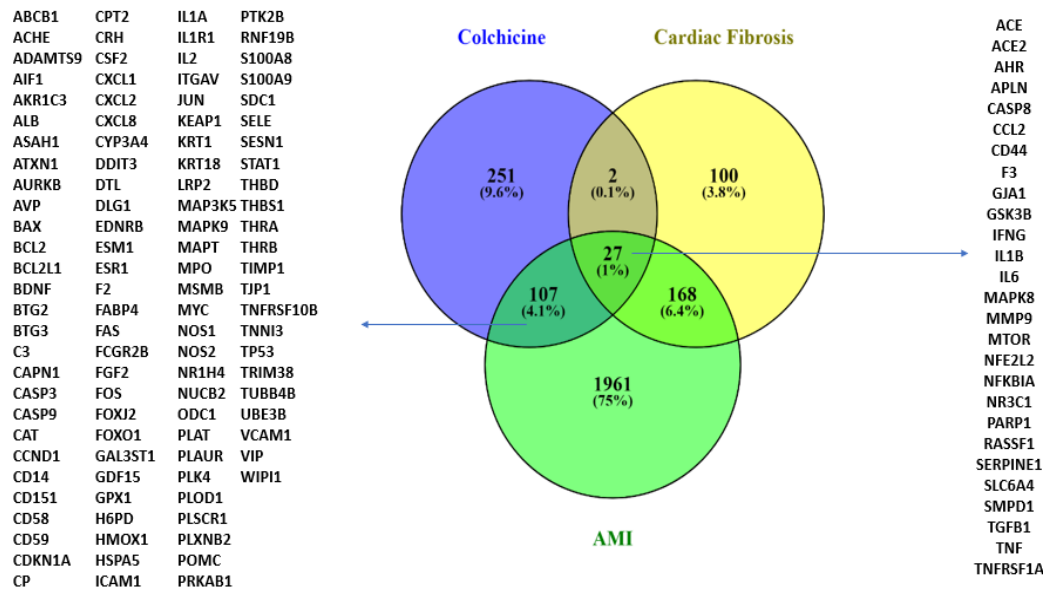 ABCB1 CPT2 IL1A PTK2B
ACHE CRH IL1R1 RNF19B
ADAMTS9 CSF2 IL2 S100A8
AIF1 CXCL1 ITGAV S100A9
AKR1C3 CXCL2 JUN SDC1
ALB CXCL8 KEAP1 SELE
ASAH1 CYP3A4 KRT1 SESN1
ATXN1 DDIT3 KRT18 STAT1
AURKB DTL LRP2 THBD
AVP DLG1 MAP3K5 THBS1
BAX EDNRB MAPK9 THRA
BCL2 ESM1 MAPT THRB
BCL2L1 ESR1 MPO TIMP1
BDNF F2 MSMB TJP1
BTG2 FABP4 MYC TNFRSF10B
BTG3 FAS NOS1 TNNI3
C3 FCGR2B NOS2 TP53
CAPN1 FGF2 NR1H4 TRIM38
CASP3 FOS NUCB2 TUBB4B
CASP9 FOXJ2 ODC1 UBE3B
CAT FOXO1 PLAT VCAM1
CCND1 GAL3ST1 PLAUR VIP
CD14 GDF15 PLK4 WIPI1
CD151 GPX1 PLOD1
CD58 H6PD PLSCR1
CD59 HMOX1 PLXNB2
CDKN1A HSPA5 POMC
CP ICAM1 PRKAB1
Colchicine
Cardiac Fibrosis
251
(9.6%)
2
(0.1%)
100
(3.8%)
27
(1%)
107
(4.1%)
168
(6.4%)
1961
(75%)
AMI
ACE
ACE2
AHR
APLN
CASP8
CCL2
CD44
F3
GJA1
GSK3B
IFNG
IL1B
IL6
MAPK8
MMP9
MTOR
NFE2L2
NFKBIA
NR3C1
PARP1
RASSF1
SERPINE1
SLC6A4
SMPD1
TGFB1
TNF
TNFRSF1A